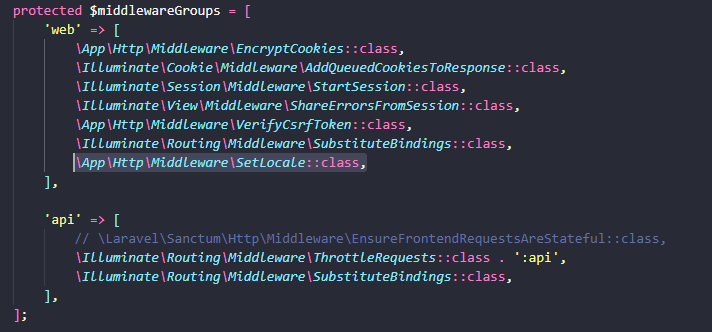 protected $middlewareGroups = [
'web' => [
\App\Http\Middleware\EncryptCookies::class,
\Illuminate\Cookie\Middleware\AddQueuedCookiesToResponse::class,
\Illuminate\Session\Middleware\StartSession::class,
\Illuminate\View\Middleware\ShareErrorsFromSession::class,
\App\Http\Middleware\VerifyCsrfToken::class,
\Illuminate\Routing\Middleware\SubstituteBindings::class,
\App\Http\Middleware\SetLocale::class,
],
'api' => [
// \Laravel\Sanctum\Http\Middleware\EnsureFrontendRequestsAreStateful::class,
\Illuminate\Routing\Middleware\ThrottleRequests::class . ':api',
\Illuminate\Routing\Middleware\SubstituteBindings::class,
],
];